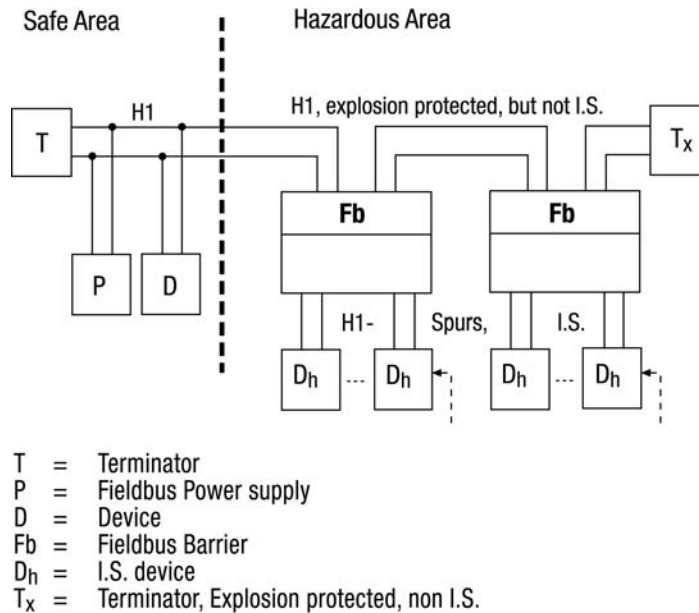 Safe Area
Hazardous Area
H1
H1, explosion protected, but not I.S.
T
Tx
Fb
Fb
P
D
H1-
Spurs,
I.S.
Dh
...
Dh
Dh
...
Dh
T = Terminator
P = Fieldbus Power supply
D = Device
Fb = Fieldbus Barrier
Dh = I.S. device
Tx = Terminator, Explosion protected, non I.S.